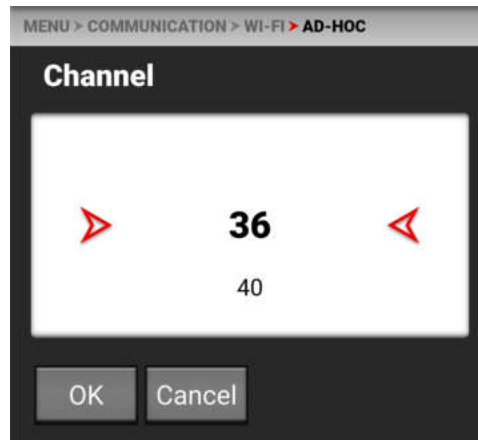 MENU > COMMUNICATION > WI-FI > AD-HOC
Channel
36
40
OK Cancel